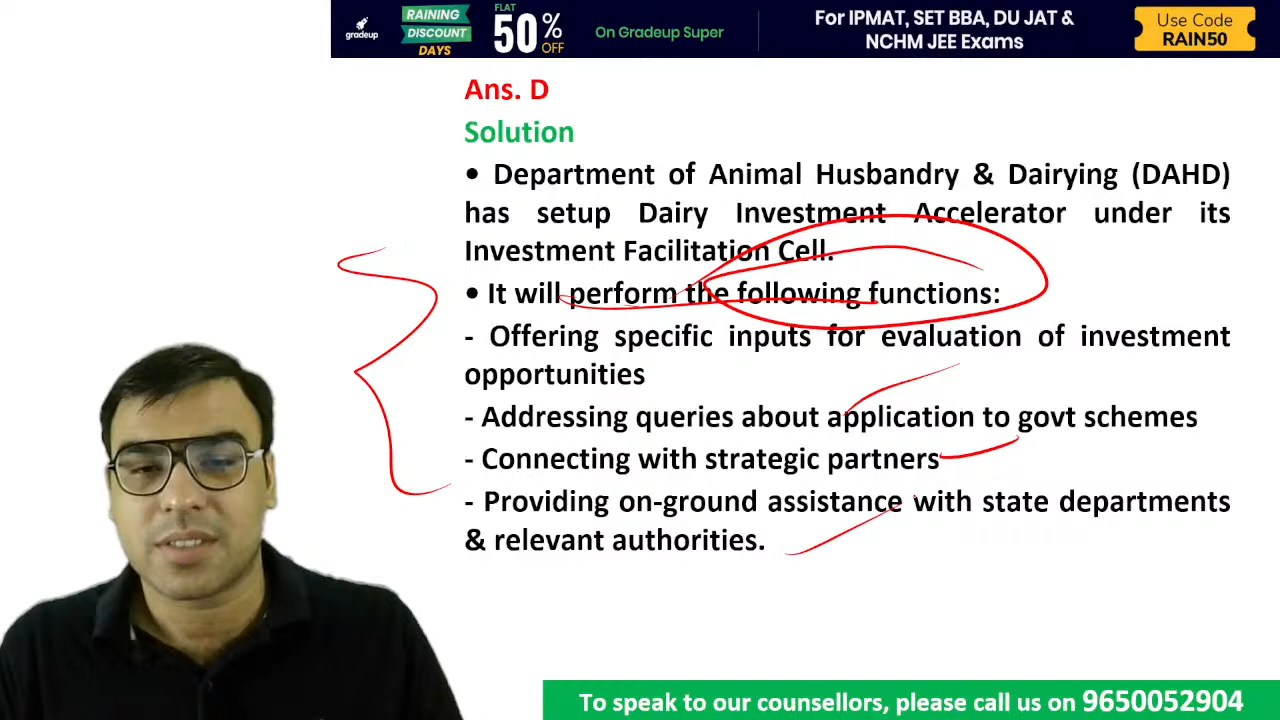 gradeup
RAINING
DISCOUNT
DAYS
FLAT
50% OFF
On Gradeup Super
For IPMAT, SET BBA, DU JAT &
NCHM JEE Exams
Use Code
RAIN50
Ans. D
Solution
• Department of Animal Husbandry & Dairying (DAHD)
has setup Dairy Investment Accelerator under its
Investment Facilitation Cell.
• It will perform the following functions:
- Offering specific inputs for evaluation of investment
opportunities
- Addressing queries about application to govt schemes
- Connecting with strategic partners
- Providing on-ground assistance with state departments
& relevant authorities.
To speak to our counsellors, please call us on 9650052904